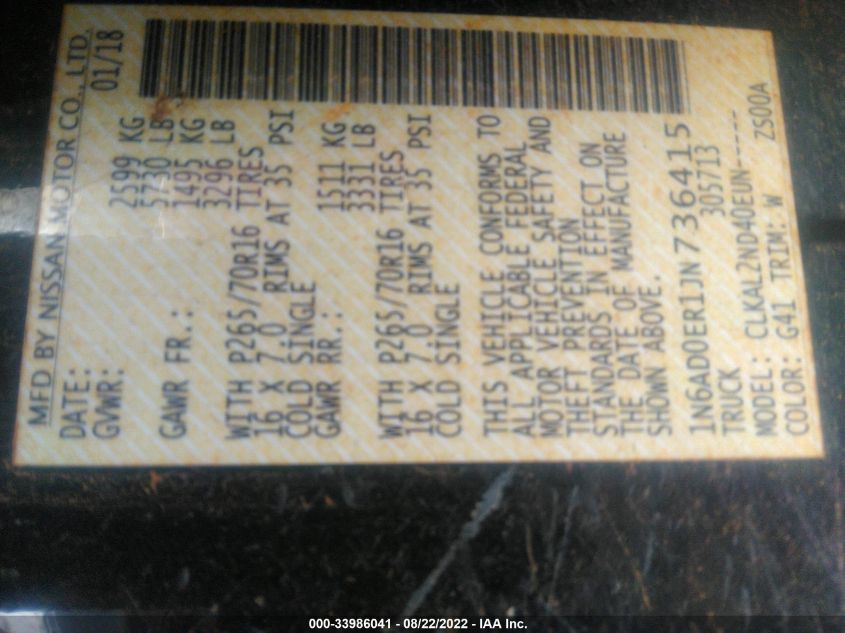 MFD BY NISSAN MOTOR CO., LTD.
DATE: 01/18
GVWR: 2599 KG
5730 LB
GAWR FR.: 1495 KG
3296 LB
WITH P265/70R16 TIRES
16 X 7.0 RIMS AT 35 PSI
COLD SINGLE
GAWR RR.: 1511 KG
3331 LB
WITH P265/70R16 TIRES
16 X 7.0 RIMS AT 35 PSI
COLD SINGLE
THIS VEHICLE CONFORMS TO
ALL APPLICABLE FEDERAL
MOTOR VEHICLE SAFETY AND
THEFT PREVENTION
STANDARDS IN EFFECT ON
THE DATE OF MANUFACTURE
SHOWN ABOVE.
1N6AD0ER1JN736415
TRUCK 305713
MODEL: CLKAL2ND40EUN-----
COLOR: G41 TRIM: W ZS00A
000-33986041 - 08/22/2022 - IAA Inc.